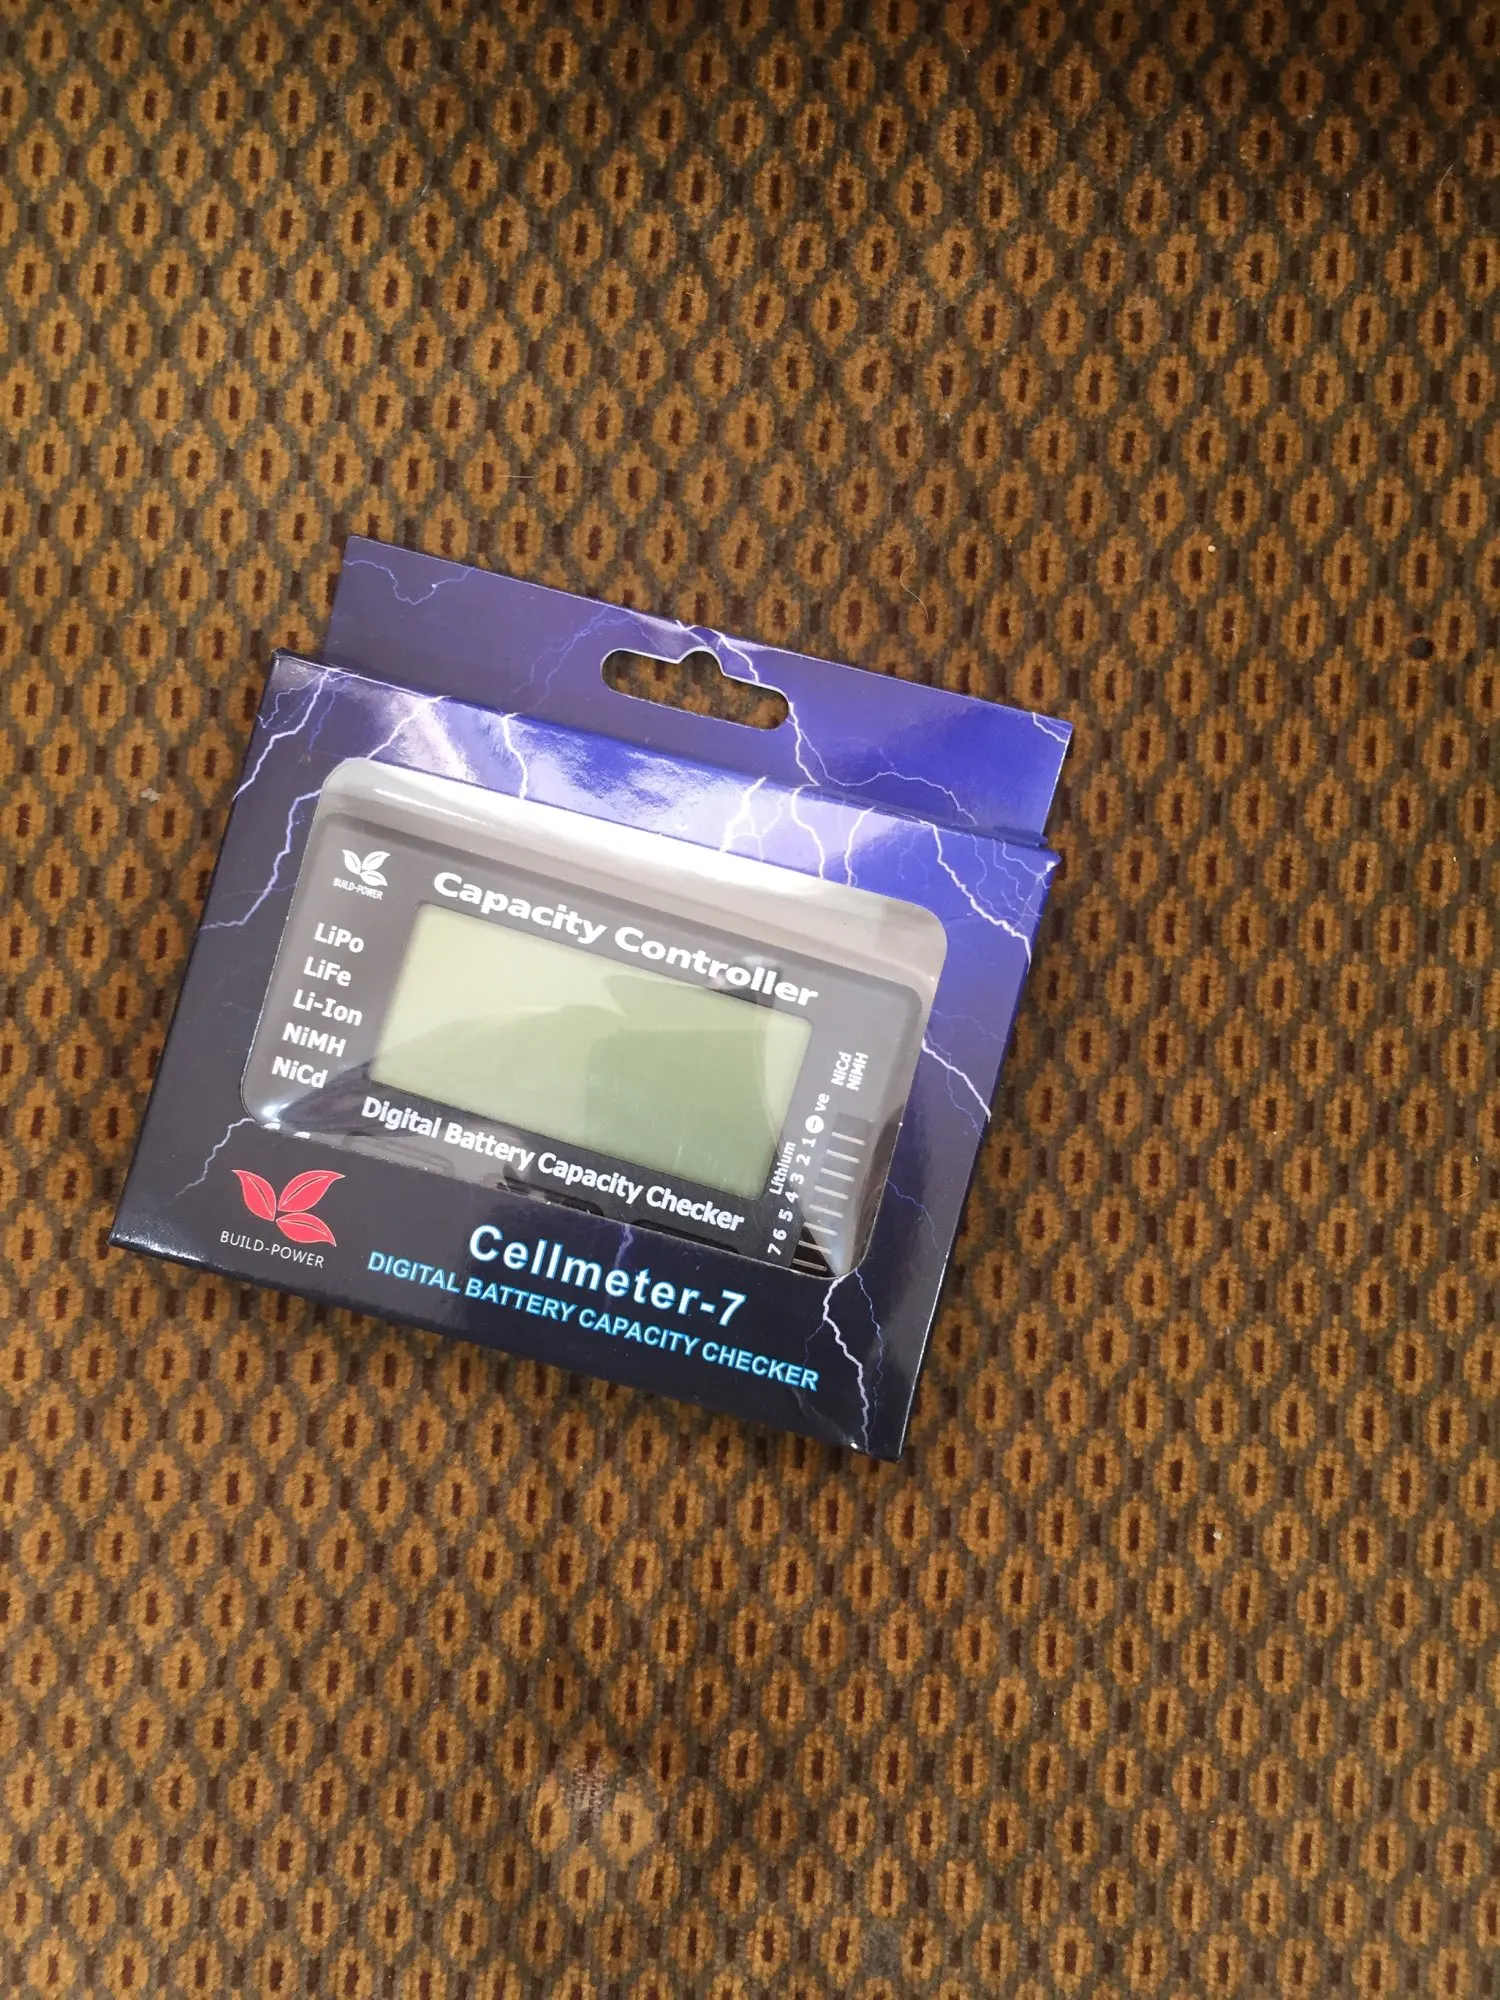 BUILD-POWER
Capacity Controller
LiPo
LiFe
Li-Ion
NiMH
NiCd
Digital Battery Capacity Checker
NiCd
NiMH
ve
Lithium
7 6 5 4 3 2 1
BUILD-POWER
Cellmeter-7
DIGITAL BATTERY CAPACITY CHECKER